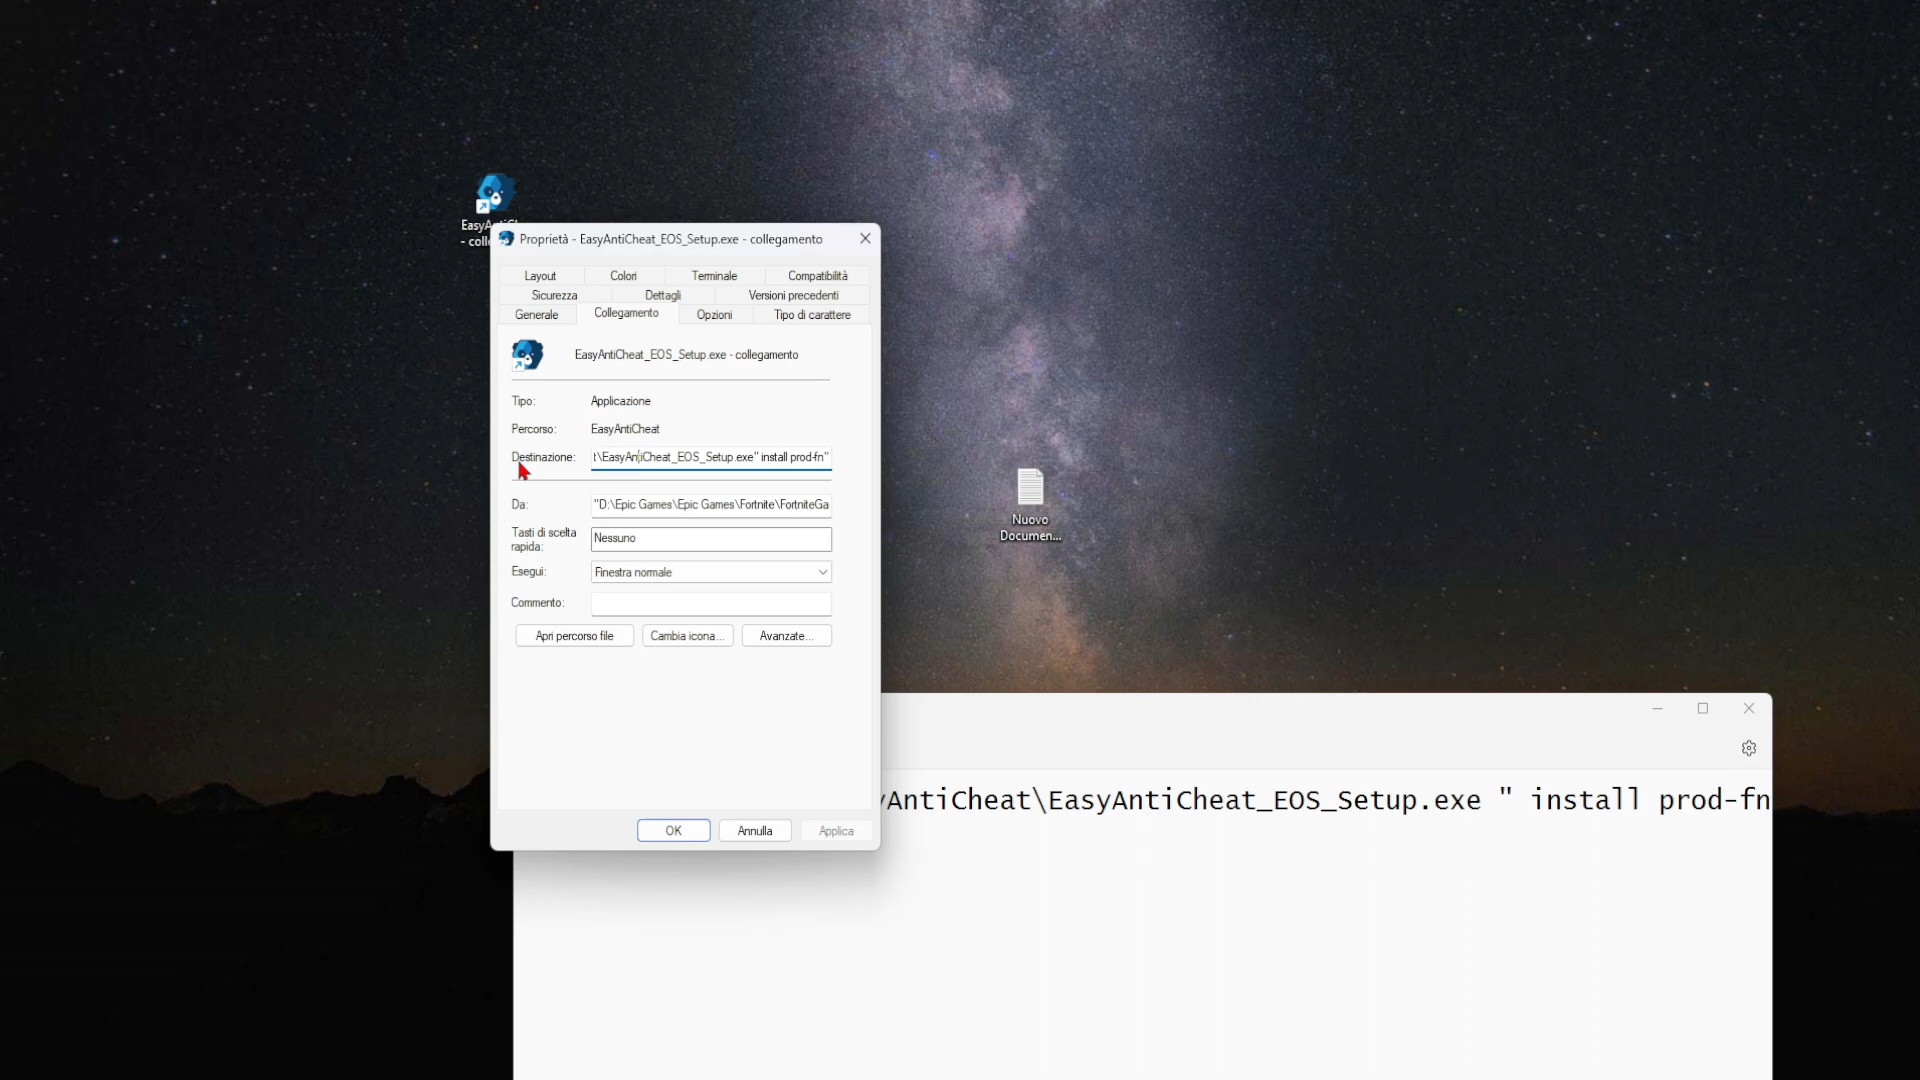 Proprietà - EasyAntiCheat_EOS_Setup.exe - collegamento
Layout Colori Terminale Compatibilità
Sicurezza Dettagli Versioni precedenti
Generale Collegamento Opzioni Tipo di carattere
EasyAntiCheat_EOS_Setup.exe - collegamento
Tipo: Applicazione
Percorso: EasyAntiCheat
Destinazione: t\EasyAntiCheat_EOS_Setup.exe" install prod-fn"
Da: "D:\Epic Games\Epic Games\Fortnite\FortniteGa
Tasti di scelta
rapida: Nessuno
Esegui: Finestra normale
Commento:
Apri percorso file Cambia icona... Avanzate...
OK Annulla Applica
Nuovo
Documen...
yAntiCheat\EasyAntiCheat_EOS_Setup.exe " install prod-fn